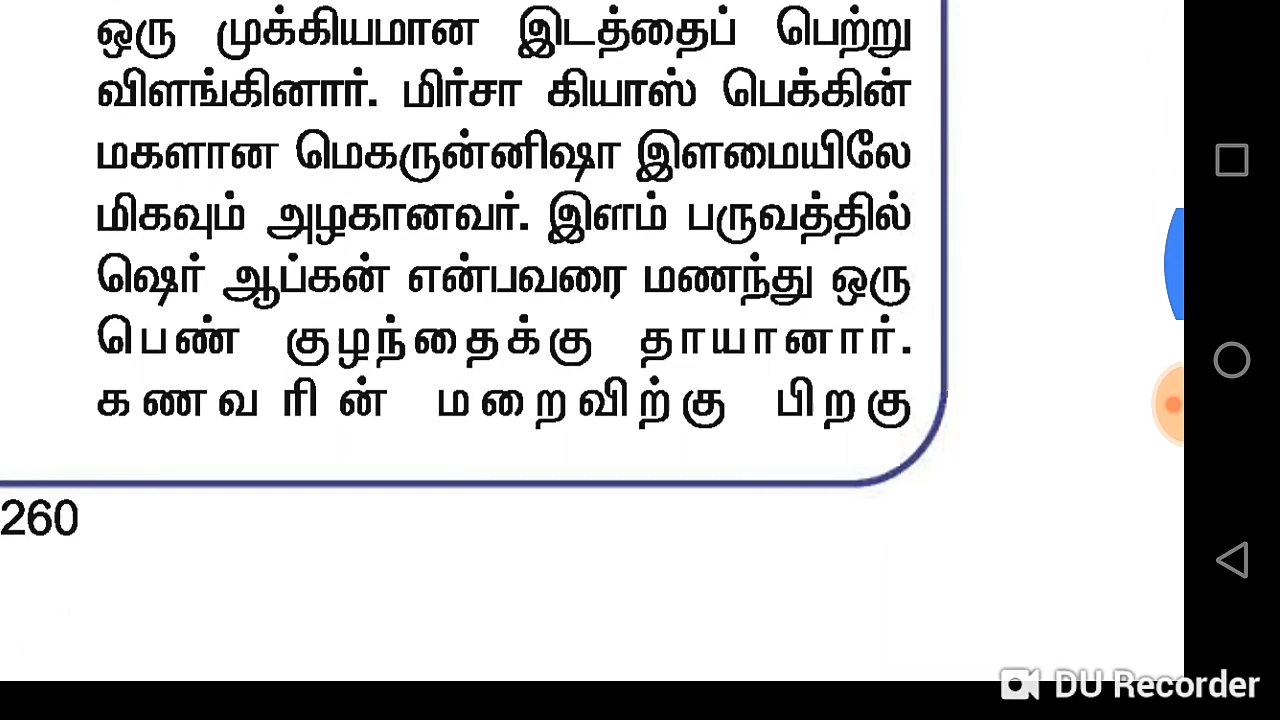 ஒரு முக்கியமான இடத்தைப் பெற்று
விளங்கினார். மிர்சா கியாஸ் பெக்கின்
மகளான மெகருன்னிஷா இளமையிலே
மிகவும் அழகானவர். இளம் பருவத்தில்
ஷெர் ஆப்கன் என்பவரை மணந்து ஒரு
பெண் குழந்தைக்கு தாயானார்.
கணவரின் மறைவிற்கு பிறகு
260
DU Recorder